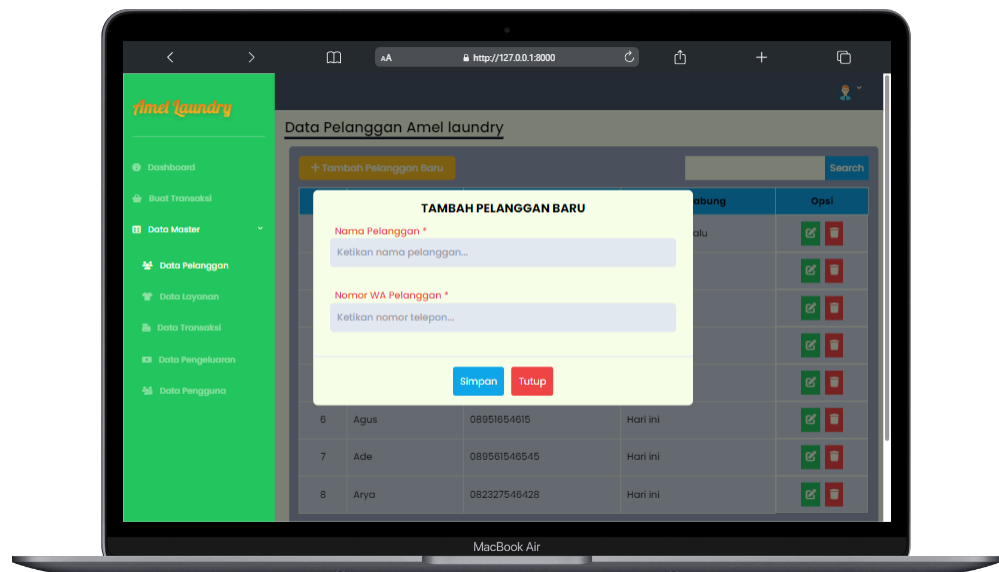 AA http://127.0.0.1:8000
Amel Laundry
Data Pelanggan Amel laundry
Dashboard
Buat Transaksi
Data Master
Data Pelanggan
Data Layanan
Data Transaksi
Data Pengeluaran
Data Pengguna
+ Tambah Pelanggan Baru
Search
abung Opsi
alu
TAMBAH PELANGGAN BARU
Nama Pelanggan *
Ketikan nama pelanggan...
Nomor WA Pelanggan *
Ketikan nomor telepon...
Simpan Tutup
6 Agus 08951654615 Hari ini
7 Ade 089561546545 Hari ini
8 Arya 082327546428 Hari ini
MacBook Air